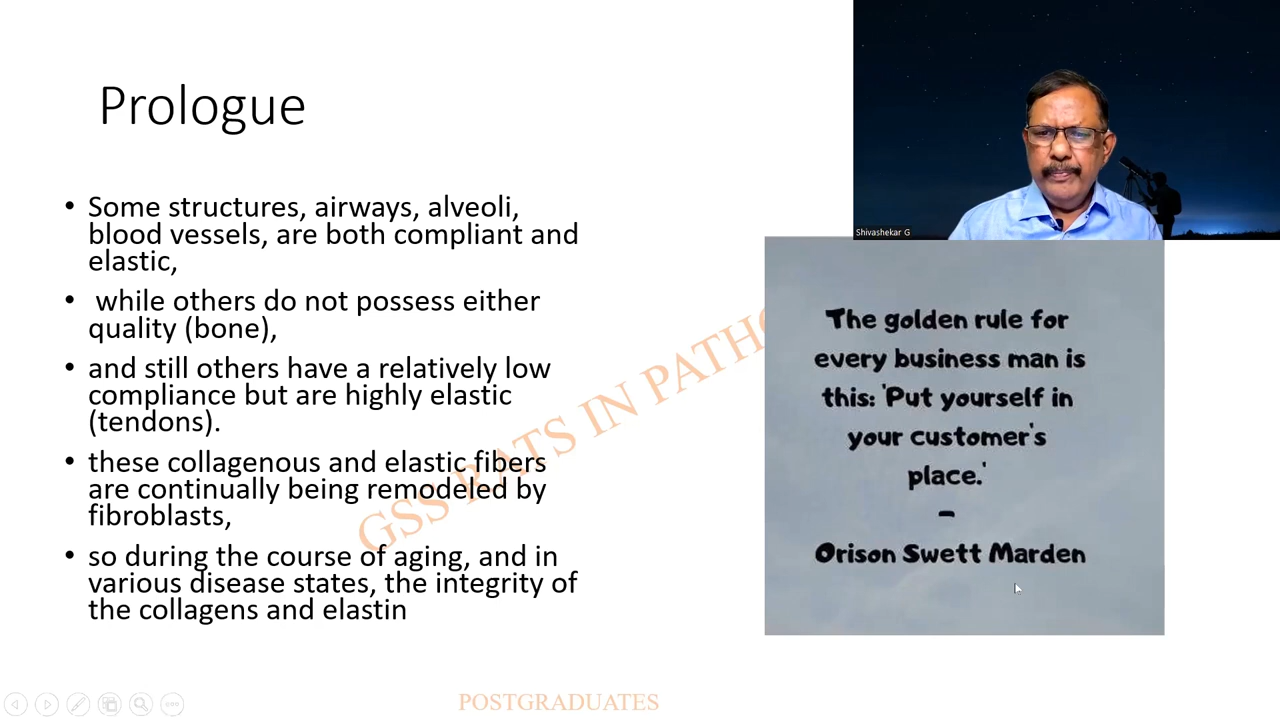 Prologue
• Some structures, airways, alveoli,
blood vessels, are both compliant and
elastic,
• while others do not possess either
quality (bone),
• and still others have a relatively low
compliance but are highly elastic
(tendons).
• these collagenous and elastic fibers
are continually being remodeled by
fibroblasts,
• so during the course of aging, and in
various disease states, the integrity of
the collagens and elastin
Shivashekar G
The golden rule for
every business man is
this: 'Put yourself in
your customer's
place.'
–
Orison Swett Marden
GSS PATS IN
POSTGRADUATES